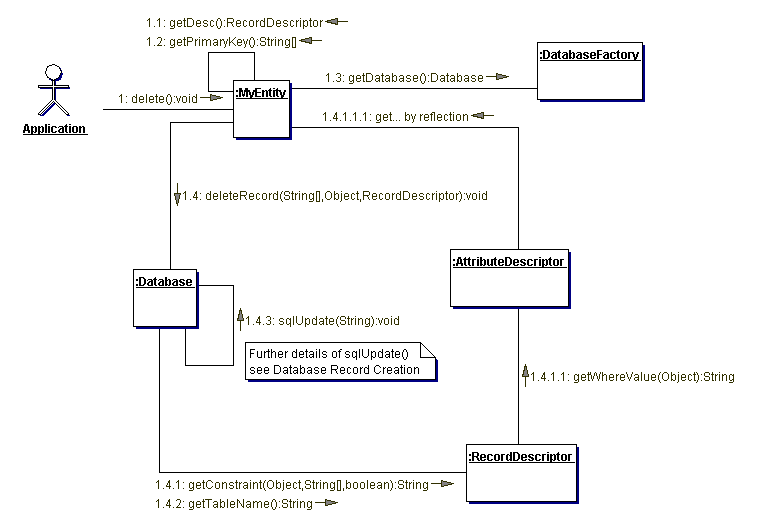 1.1: getDesc():RecordDescriptor
1.2: getPrimaryKey():String[]
:DatabaseFactory
1.3: getDatabase():Database
:MyEntity
1: delete():void
1.4.1.1.1: get... by reflection
Application
1.4: deleteRecord(String[],Object,RecordDescriptor):void
:AttributeDescriptor
:Database
1.4.3: sqlUpdate(String):void
Further details of sqlUpdate()
see Database Record Creation
1.4.1.1: getWhereValue(Object):String
:RecordDescriptor
1.4.1: getConstraint(Object,String[],boolean):String
1.4.2: getTableName():String